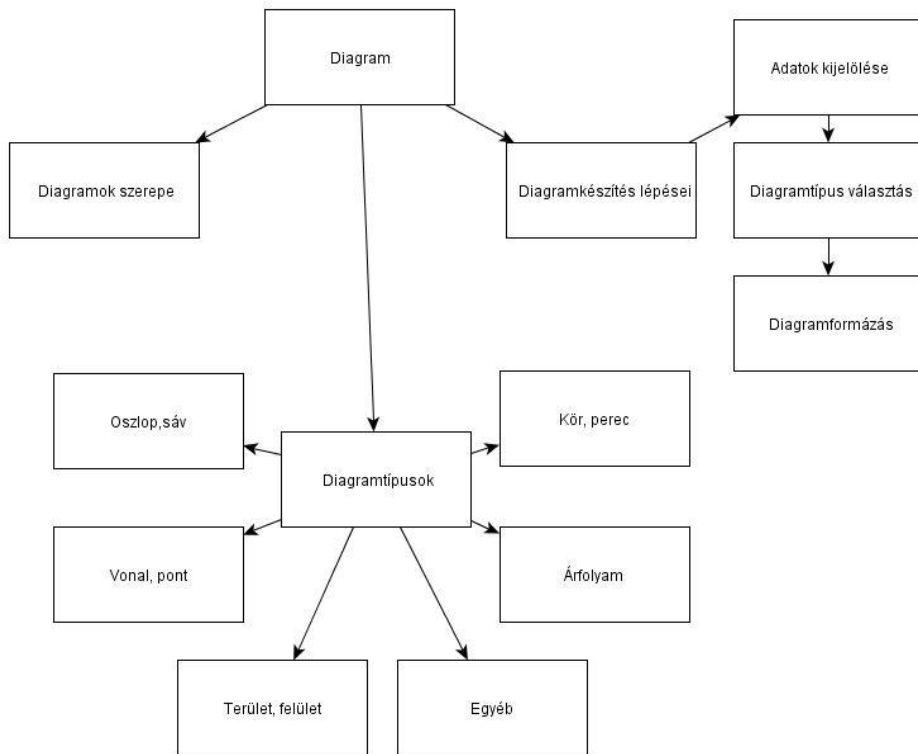 Diagram
Adatok kijelölése
Diagramok szerepe
Diagramkészítés lépései
Diagramtípus választás
Diagramformázás
Oszlop,sáv
Kör, perec
Diagramtípusok
Vonal, pont
Árfolyam
Terület, felület
Egyéb